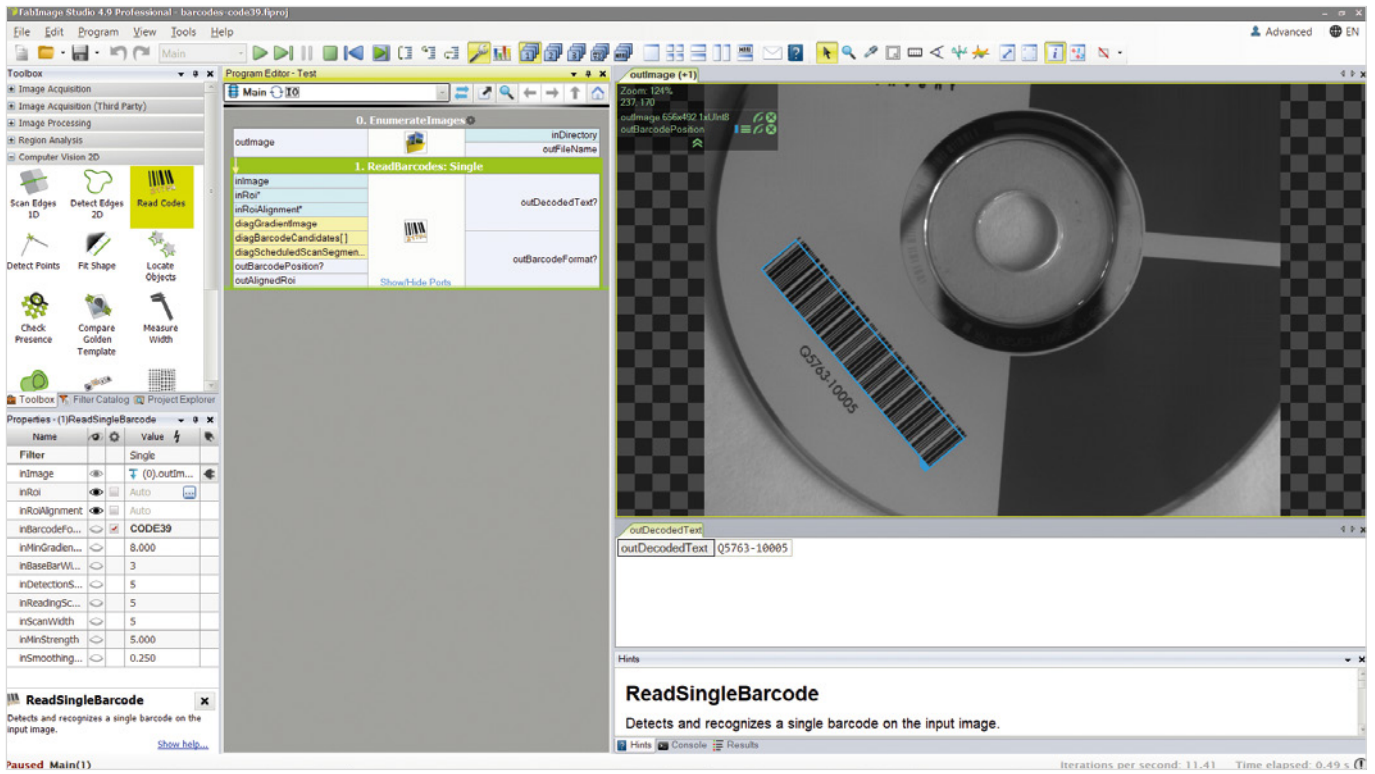 FabImage Studio 4.9 Professional - barcodes-code39.fiproj
File Edit Program View Tools Help
Advanced EN
Main
Toolbox
Image Acquisition
Image Acquisition (Third Party)
Image Processing
Region Analysis
Computer Vision 2D
Scan Edges 1D
Detect Edges 2D
Read Codes
Detect Points
Fit Shape
Locate Objects
Check Presence
Compare Golden Template
Measure Width
Toolbox Filter Catalog Project Explorer
Properties - (1)ReadSingleBarcode
Name Value
Filter Single
inImage (0).outIm...
inRoi Auto ...
inRoiAlignment Auto
inBarcodeFo... CODE39
inMinGradien... 8.000
inBaseBarWi... 3
inDetectionS... 5
inReadingSc... 5
inScanWidth 5
inMinStrength 5.000
inSmoothing... 0.250
ReadSingleBarcode
Detects and recognizes a single barcode on the
input image.
Show help...
Paused Main(1)
Program Editor - Test
Main
0. EnumerateImages
outImage
inDirectory
outFileName
1. ReadBarcodes: Single
inImage
inRoi*
inRoiAlignment*
diagGradientImage
diagBarcodeCandidates[]
diagScheduledScanSegmen...
outBarcodePosition?
outAlignedRoi
Show/Hide Ports
outDecodedText?
outBarcodeFormat?
outImage (+1)
Zoom: 124%
237, 170
outImage 656x492 1xUInt8
outBarcodePosition
Q5763-10005
outDecodedText
outDecodedText Q5763-10005
Hints
ReadSingleBarcode
Detects and recognizes a single barcode on the input image.
Hints Console Results
Iterations per second: 11.41 Time elapsed: 0.49 s